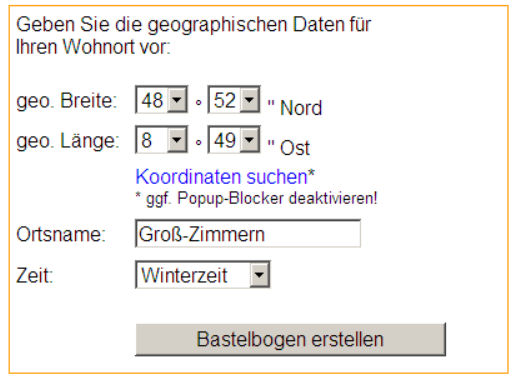 Geben Sie die geographischen Daten für
Ihren Wohnort vor:
geo. Breite: 48 ° 52 " Nord
geo. Länge: 8 ° 49 " Ost
Koordinaten suchen*
* ggf. Popup-Blocker deaktivieren!
Ortsname: Groß-Zimmern
Zeit: Winterzeit
Bastelbogen erstellen